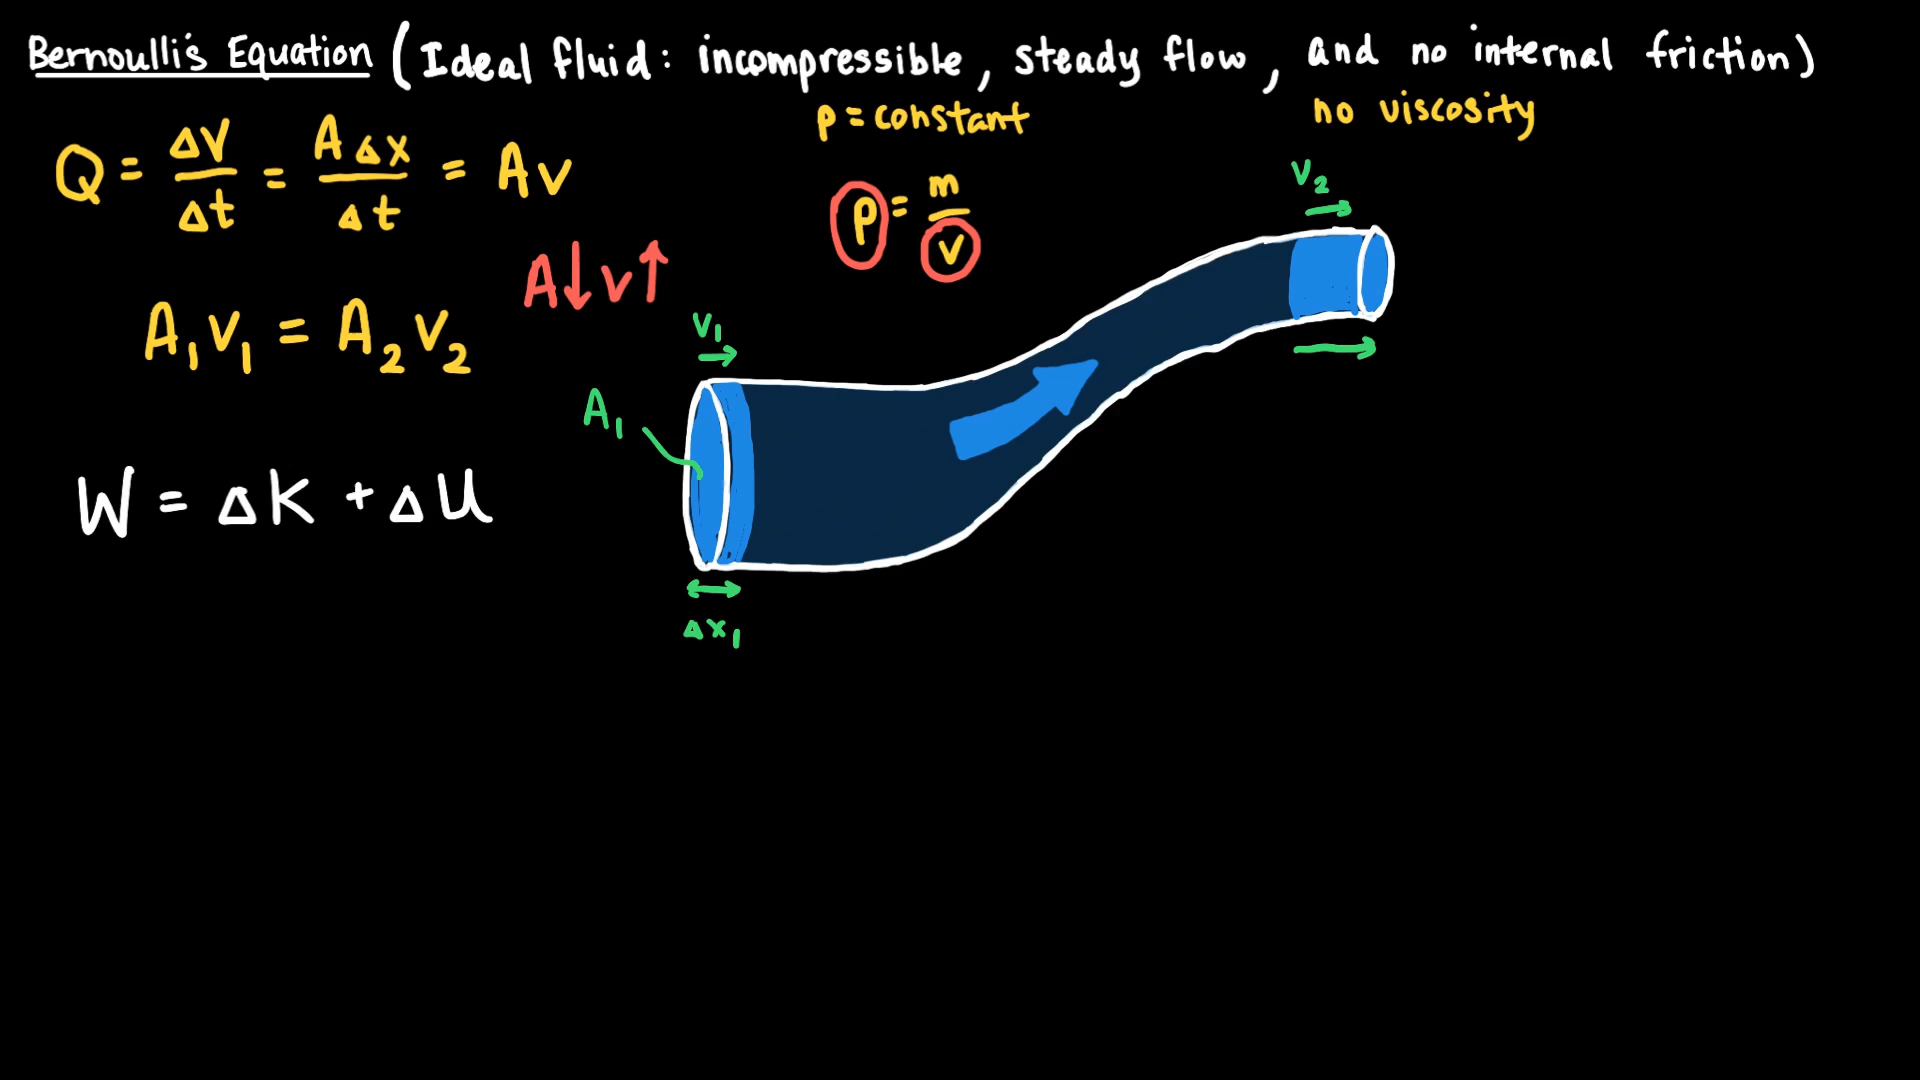 Bernoulli's Equation (Ideal fluid: incompressible, steady flow, and no internal friction)
ρ = constant
no viscosity
Q = ΔV/Δt = AΔx/Δt = Av
ρ = m/V
A↓ v↑
A₁v₁ = A₂v₂
W = ΔK + ΔU
v₂
v₁
A₁
Δx₁